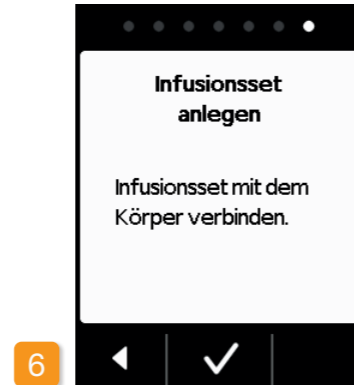 Infusionsset
anlegen
Infusionsset mit dem
Körper verbinden.
6